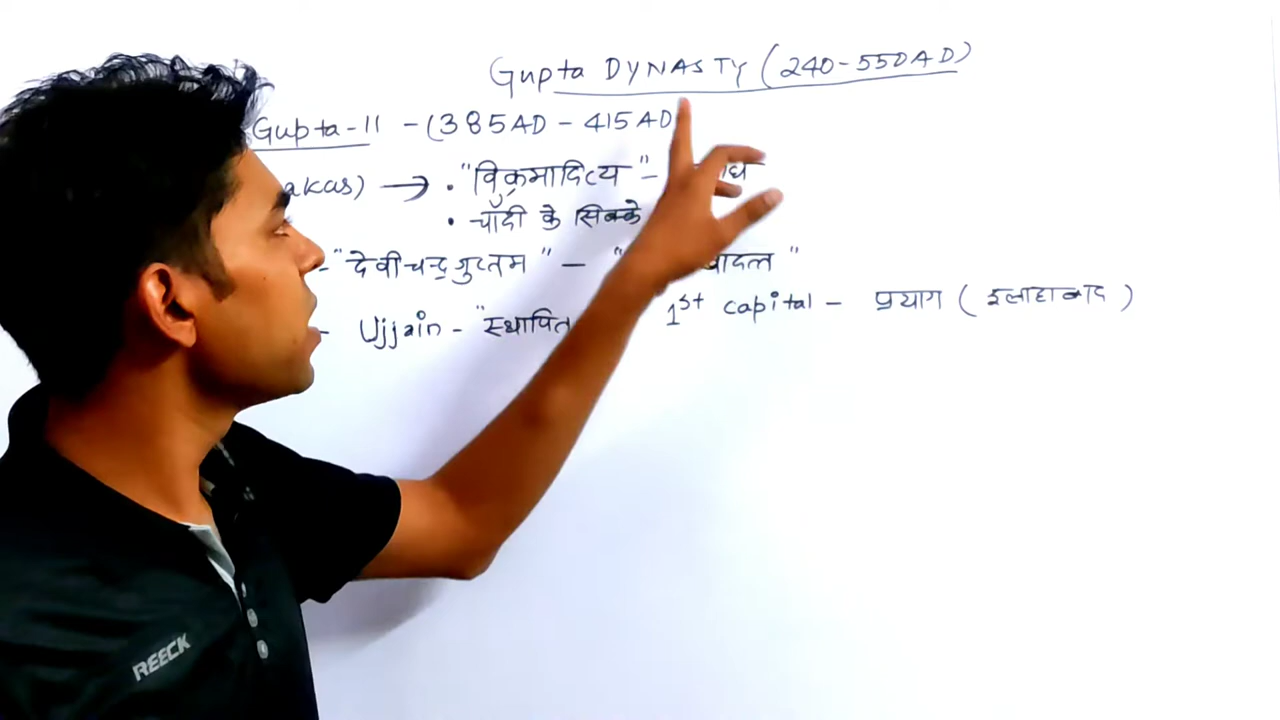 Gupta DYNASTY (240-550AD)
Gupta-II - (385AD - 415AD
akas) → • "विक्रमादित्य" -
• चाँदी के सिक्के
- "देवीचन्द्रगुप्तम" - "
- Ujjain - "स्थापित
1st capital - प्रयाग (इलाहाबाद)
REECK